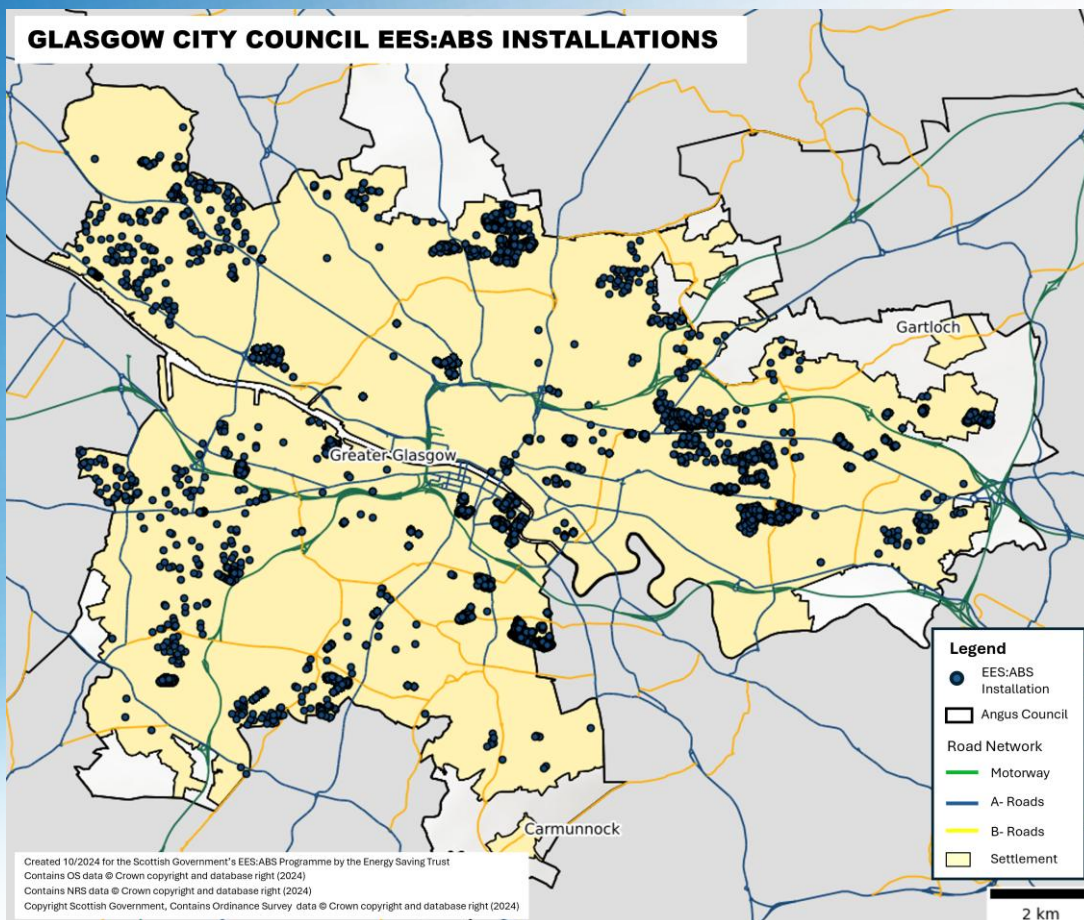 GLASGOW CITY COUNCIL EES:ABS INSTALLATIONS
Gartloch
Greater Glasgow
Carmunnock
Legend
EES:ABS
Installation
Angus Council
Road Network
Motorway
A- Roads
B- Roads
Settlement
2 km
Created 10/2024 for the Scottish Government's EES:ABS Programme by the Energy Saving Trust
Contains OS data © Crown copyright and database right (2024)
Contains NRS data © Crown copyright and database right (2024)
Copyright Scottish Government, Contains Ordinance Survey data © Crown copyright and database right (2024)